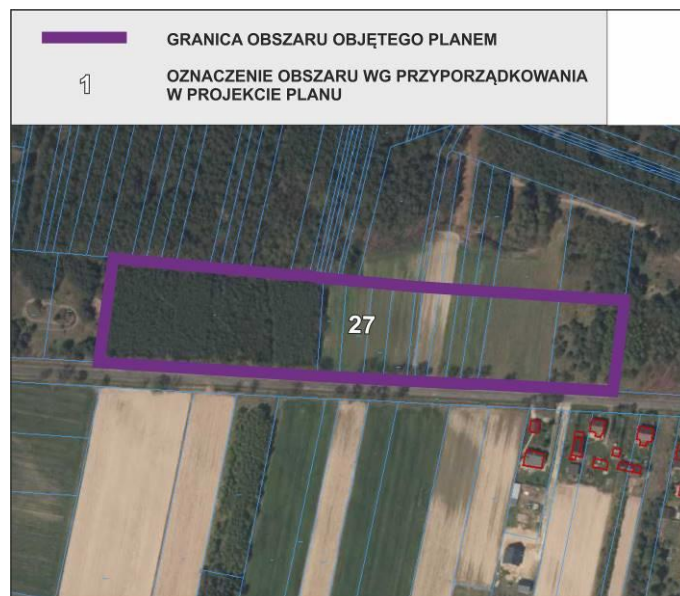 GRANICA OBSZARU OBJĘTEGO PLANEM
1
OZNACZENIE OBSZARU WG PRZYPORZĄDKOWANIA
W PROJEKCIE PLANU
27